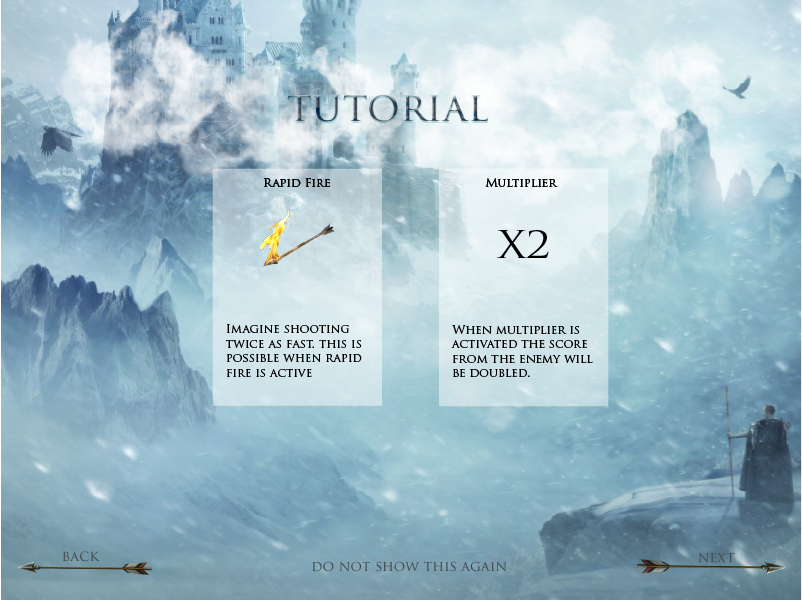 TUTORIAL
Rapid Fire
Imagine shooting
twice as fast. this is
possible when rapid
fire is active
Multiplier
X2
When multiplier is
activated the score
from the enemy will
be doubled.
BACK
DO NOT SHOW THIS AGAIN
NEXT